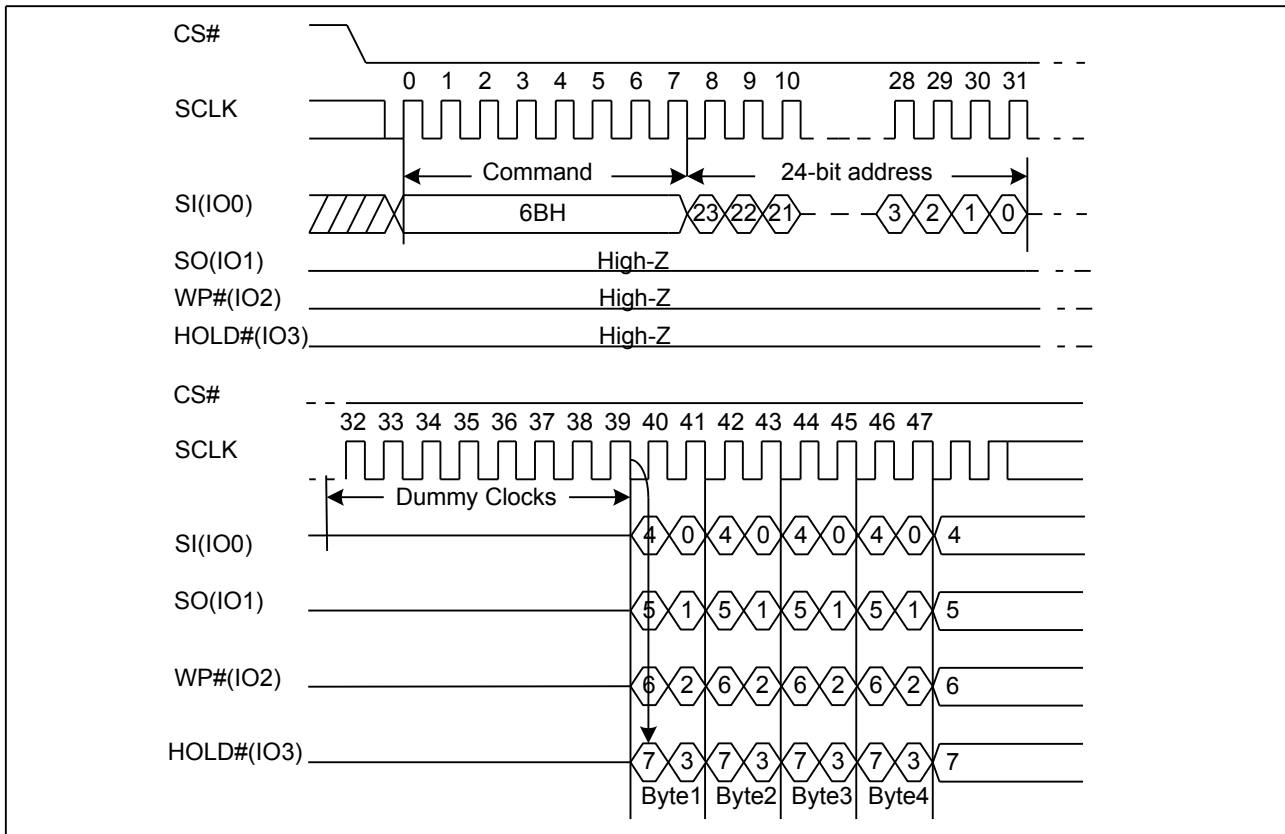 CS#
0 1 2 3 4 5 6 7 8 9 10 28 29 30 31
SCLK
Command 24-bit address
SI(IO0) 6BH 23 22 21 3 2 1 0
SO(IO1) High-Z
WP#(IO2) High-Z
HOLD#(IO3) High-Z
CS#
32 33 34 35 36 37 38 39 40 41 42 43 44 45 46 47
SCLK
Dummy Clocks
SI(IO0) 4 0 4 0 4 0 4 0 4
SO(IO1) 5 1 5 1 5 1 5 1 5
WP#(IO2) 6 2 6 2 6 2 6 2 6
HOLD#(IO3) 7 3 7 3 7 3 7 3 7
Byte1 Byte2 Byte3 Byte4